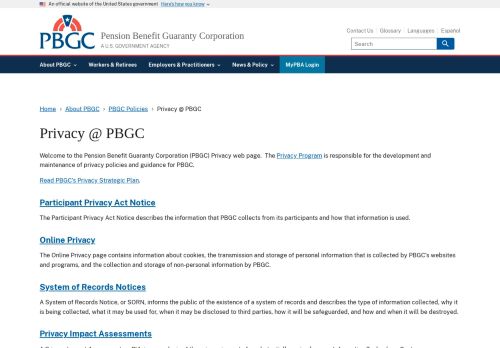 An official website of the United States government Here's how you know
PBGC
Pension Benefit Guaranty Corporation
A U.S. GOVERNMENT AGENCY
Contact Us Glossary Languages Español
Search
About PBGC Workers & Retirees Employers & Practitioners News & Policy MyPBA Login
Home › About PBGC › PBGC Policies › Privacy @ PBGC
Privacy @ PBGC
Welcome to the Pension Benefit Guaranty Corporation (PBGC) Privacy web page. The Privacy Program is responsible for the development and
maintenance of privacy policies and guidance for PBGC.
Read PBGC's Privacy Strategic Plan.
Participant Privacy Act Notice
The Participant Privacy Act Notice describes the information that PBGC collects from its participants and how that information is used.
Online Privacy
The Online Privacy page contains information about cookies, the transmission and storage of personal information that is collected by PBGC's websites
and programs, and the collection and storage of non-personal information by PBGC.
System of Records Notices
A System of Records Notice, or SORN, informs the public of the existence of a system of records and describes the type of information collected, why it
is being collected, what it may be used for, when it may be disclosed to third parties, how it will be safeguarded, and how and when it will be destroyed.
Privacy Impact Assessments